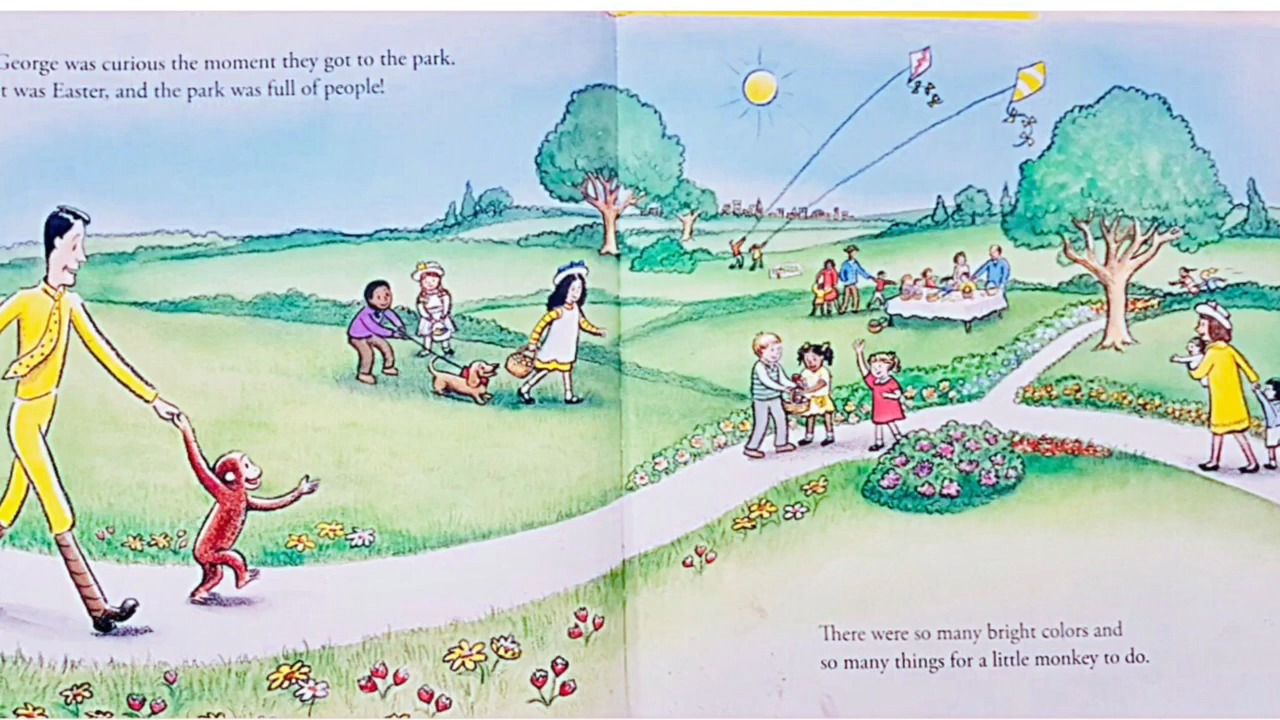 George was curious the moment they got to the park.
t was Easter, and the park was full of people!
There were so many bright colors and
so many things for a little monkey to do.